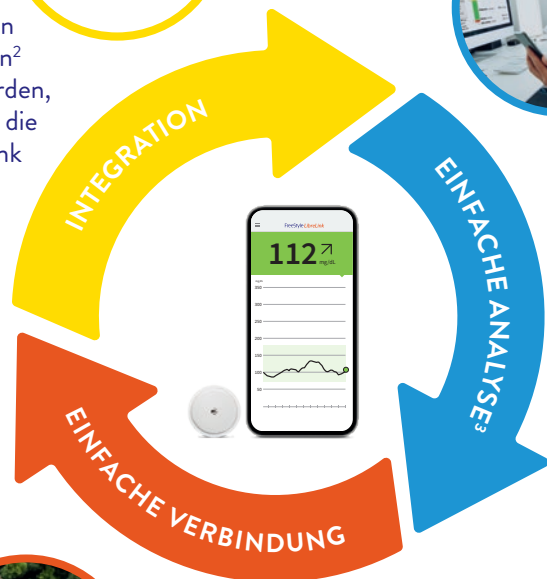 en
n²
rden,
die
nk
INTEGRATION
EINFACHE ANALYSE³
EINFACHE VERBINDUNG
FreeStyle LibreLink
112
mg/dL
350
300
250
200
150
100
50